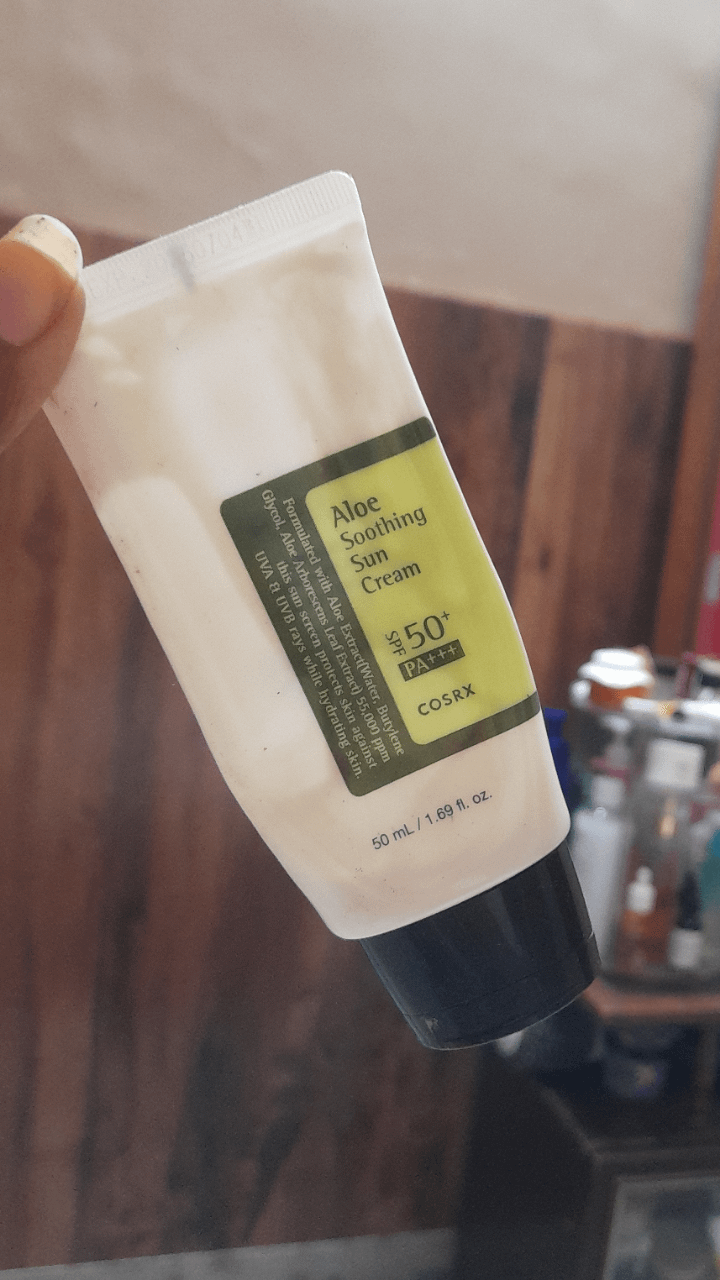 Aloe
Soothing
Sun
Cream
SPF 50+
PA+++
COSRX
Formulated with Aloe Extract(Water, Butylene
Glycol, Aloe Arborescens Leaf Extract) 55,000 ppm
this sun screen protects skin against
UVA & UVB rays while hydrating skin.
50 mL / 1.69 fl. oz.